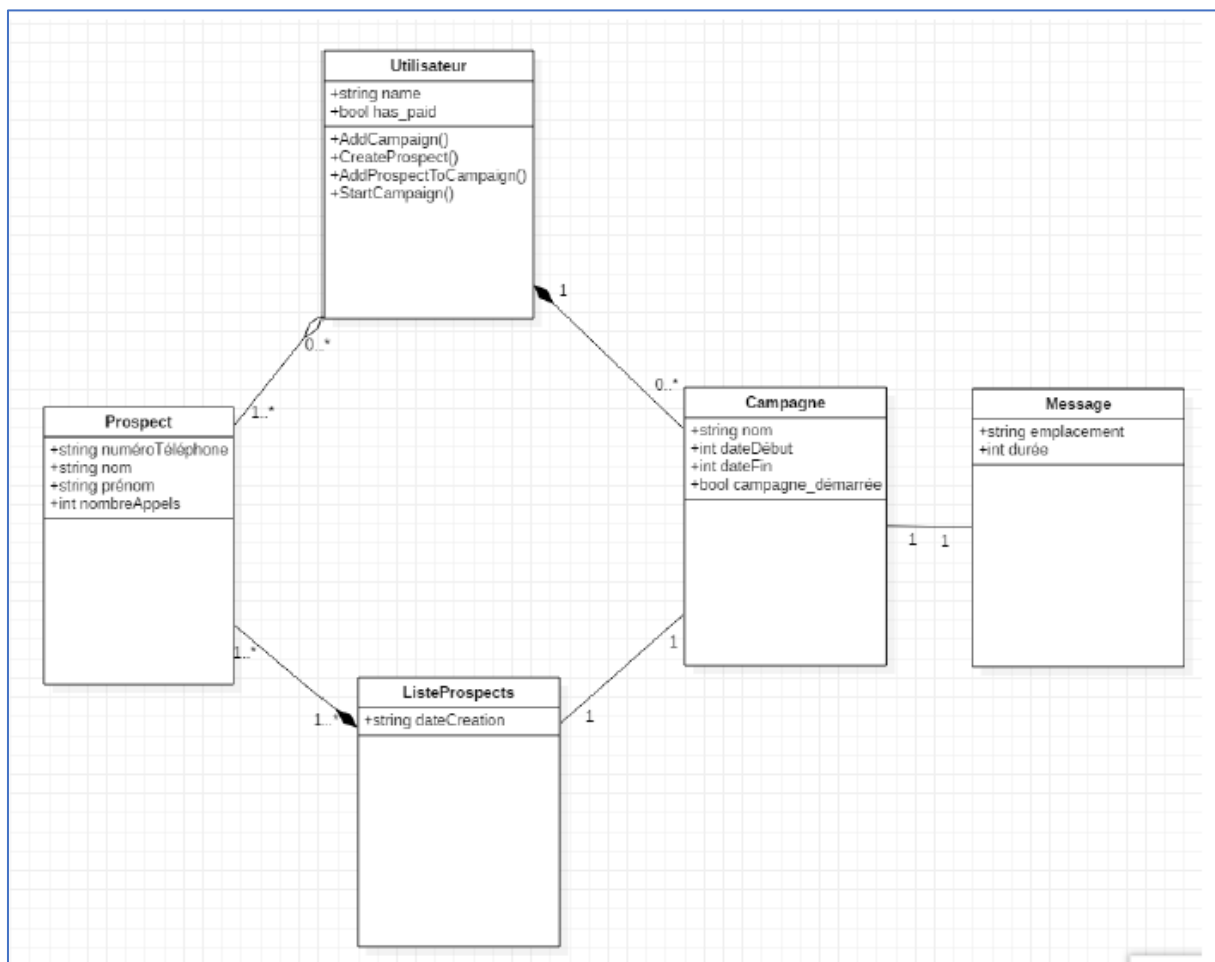 Utilisateur
+string name
+bool has_paid
+AddCampaign()
+CreateProspect()
+AddProspectToCampaign()
+StartCampaign()
1
0..*
0..*
1..*
Prospect
+string numéroTéléphone
+string nom
+string prénom
+int nombreAppels
Campagne
+string nom
+int dateDébut
+int dateFin
+bool campagne_démarrée
Message
+string emplacement
+int durée
1
1
1..*
1
ListeProspects
+string dateCreation
1...*
1